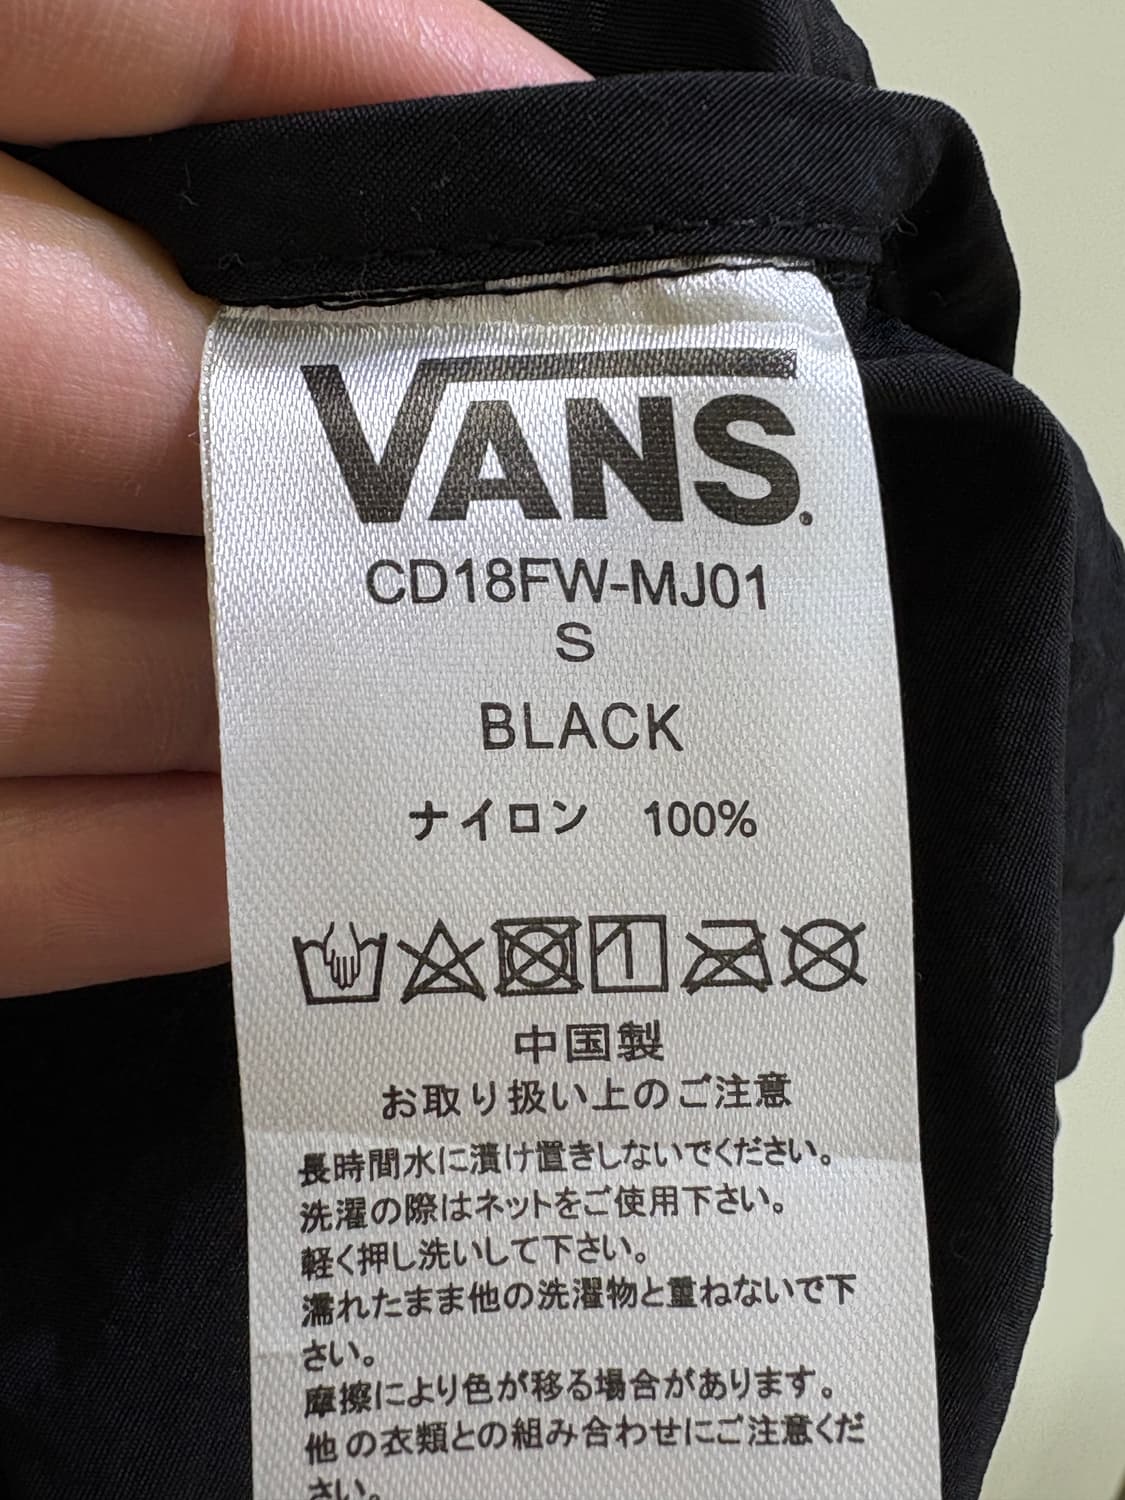 VANS
CD18FW-MJ01
S
BLACK
ナイロン 100%
中国製
お取り扱い上のご注意
長時間水に漬け置きしないでください。
洗濯の際はネットをご使用下さい。
軽く押し洗いして下さい。
濡れたまま他の洗濯物と重ねないで下
さい。
摩擦により色が移る場合があります。
他の衣類との組み合わせにご注意くだ
さい。